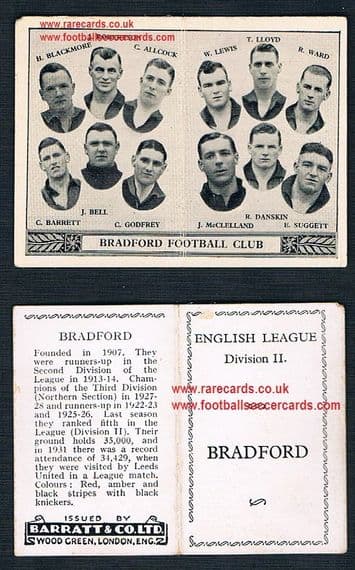 www.rarecards.co.uk
www.footballsoccercards.com
H. BLACKMORE
C. ALLCOCK
W. LEWIS
T. LLOYD
R. WARD
C. BARRETT
J. BELL
C. GODFREY
J. McCLELLAND
R. DANSKIN
E. SUGGETT
BRADFORD FOOTBALL CLUB
BRADFORD
Founded in 1907. They
were runners-up in the
Second Division of the
League in 1913-14. Cham-
pions of the Third Division
(Northern Section) in 1927-
28 and runners-up in 1922-23
and 1925-26. Last season
they ranked fifth in the
League (Division II). Their
ground holds 35,000, and
in 1931 there was a record
attendance of 34,429, when
they were visited by Leeds
United in a League match.
Colours: Red, amber and
black stripes with black
knickers.
ISSUED BY
BARRATT & CO. LTD.
WOOD GREEN, LONDON, ENG.
ENGLISH LEAGUE
Division II.
www.rarecards.co.uk
www.footballsoccercards.com
BRADFORD